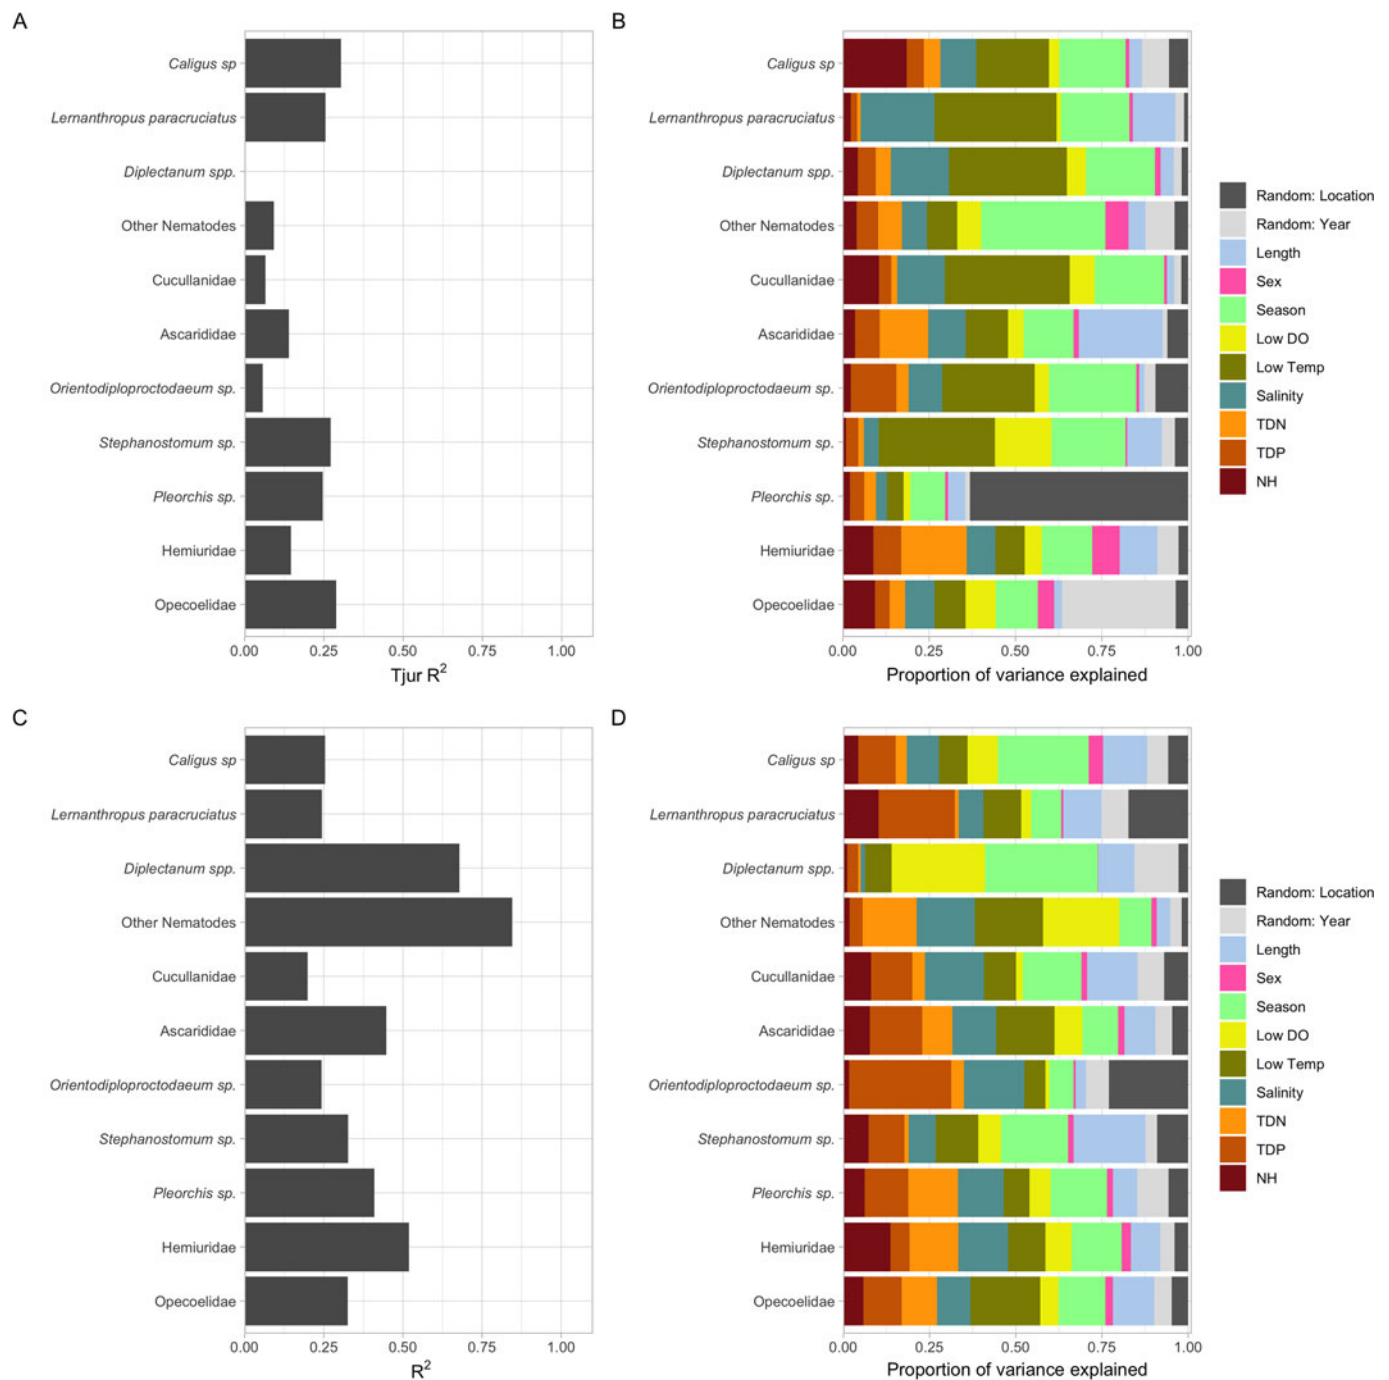 A
Caligus sp
Lernanthropus paracruciatus
Diplectanum spp.
Other Nematodes
Cucullanidae
Ascarididae
Orientodiploproctodaeum sp.
Stephanostomum sp.
Pleorchis sp.
Hemiuridae
Opecoelidae
0.00 0.25 0.50 0.75 1.00
Tjur R²
B
Caligus sp
Lernanthropus paracruciatus
Diplectanum spp.
Other Nematodes
Cucullanidae
Ascarididae
Orientodiploproctodaeum sp.
Stephanostomum sp.
Pleorchis sp.
Hemiuridae
Opecoelidae
0.00 0.25 0.50 0.75 1.00
Proportion of variance explained
Random: Location
Random: Year
Length
Sex
Season
Low DO
Low Temp
Salinity
TDN
TDP
NH
C
Caligus sp
Lernanthropus paracruciatus
Diplectanum spp.
Other Nematodes
Cucullanidae
Ascarididae
Orientodiploproctodaeum sp.
Stephanostomum sp.
Pleorchis sp.
Hemiuridae
Opecoelidae
0.00 0.25 0.50 0.75 1.00
R²
D
Caligus sp
Lernanthropus paracruciatus
Diplectanum spp.
Other Nematodes
Cucullanidae
Ascarididae
Orientodiploproctodaeum sp.
Stephanostomum sp.
Pleorchis sp.
Hemiuridae
Opecoelidae
0.00 0.25 0.50 0.75 1.00
Proportion of variance explained
Random: Location
Random: Year
Length
Sex
Season
Low DO
Low Temp
Salinity
TDN
TDP
NH